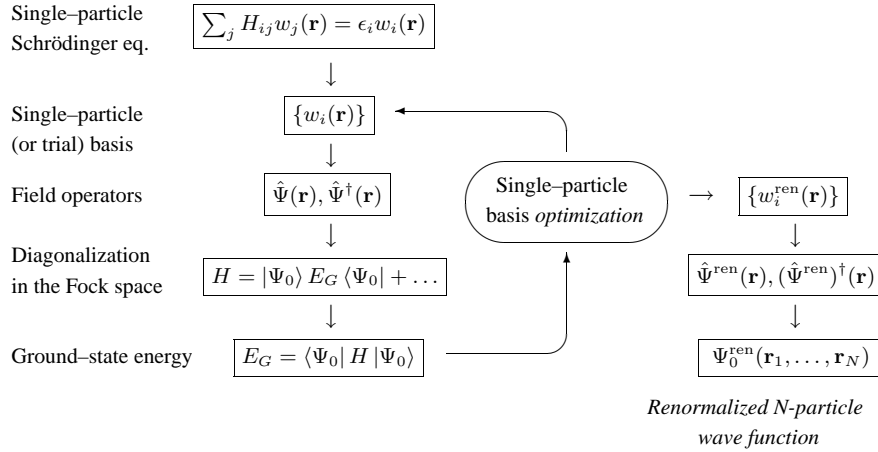 Single–particle
Schrödinger eq.
∑_j H_{ij} w_j(𝐫) = ϵ_i w_i(𝐫)
↓
Single–particle
(or trial) basis
{w_i(𝐫)}
↓
Field operators
Ψ̂(𝐫), Ψ̂†(𝐫)
↓
Diagonalization
in the Fock space
H = |Ψ_0⟩ E_G ⟨Ψ_0| + …
↓
Ground–state energy
E_G = ⟨Ψ_0| H |Ψ_0⟩
Single–particle
basis optimization
→
{w_i^{ren}(𝐫)}
↓
Ψ̂^{ren}(𝐫), (Ψ̂^{ren})†(𝐫)
↓
Ψ_0^{ren}(𝐫_1, …, 𝐫_N)
Renormalized N-particle
wave function